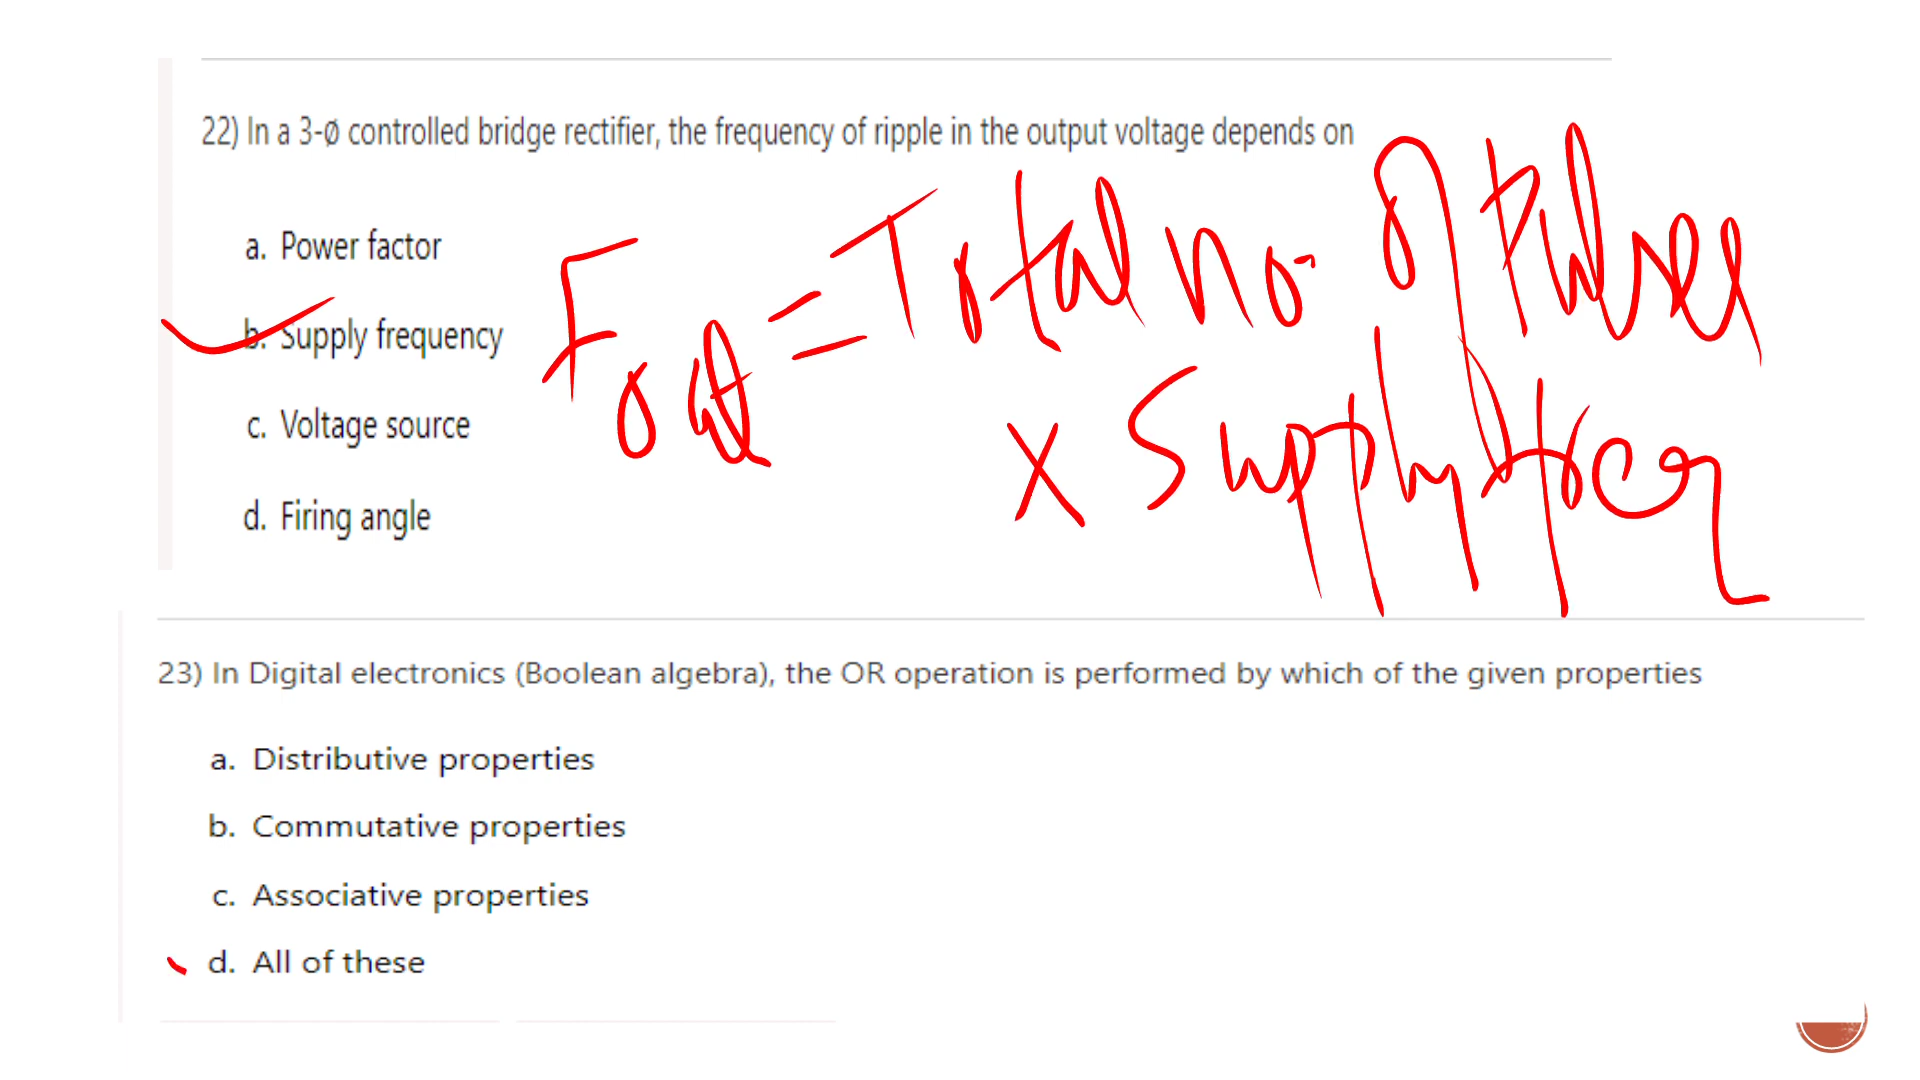 22) In a 3-ø controlled bridge rectifier, the frequency of ripple in the output voltage depends on
a. Power factor
b. Supply frequency
c. Voltage source
d. Firing angle
Fout = Total no. of Pulses
x Supply freq
23) In Digital electronics (Boolean algebra), the OR operation is performed by which of the given properties
a. Distributive properties
b. Commutative properties
c. Associative properties
d. All of these